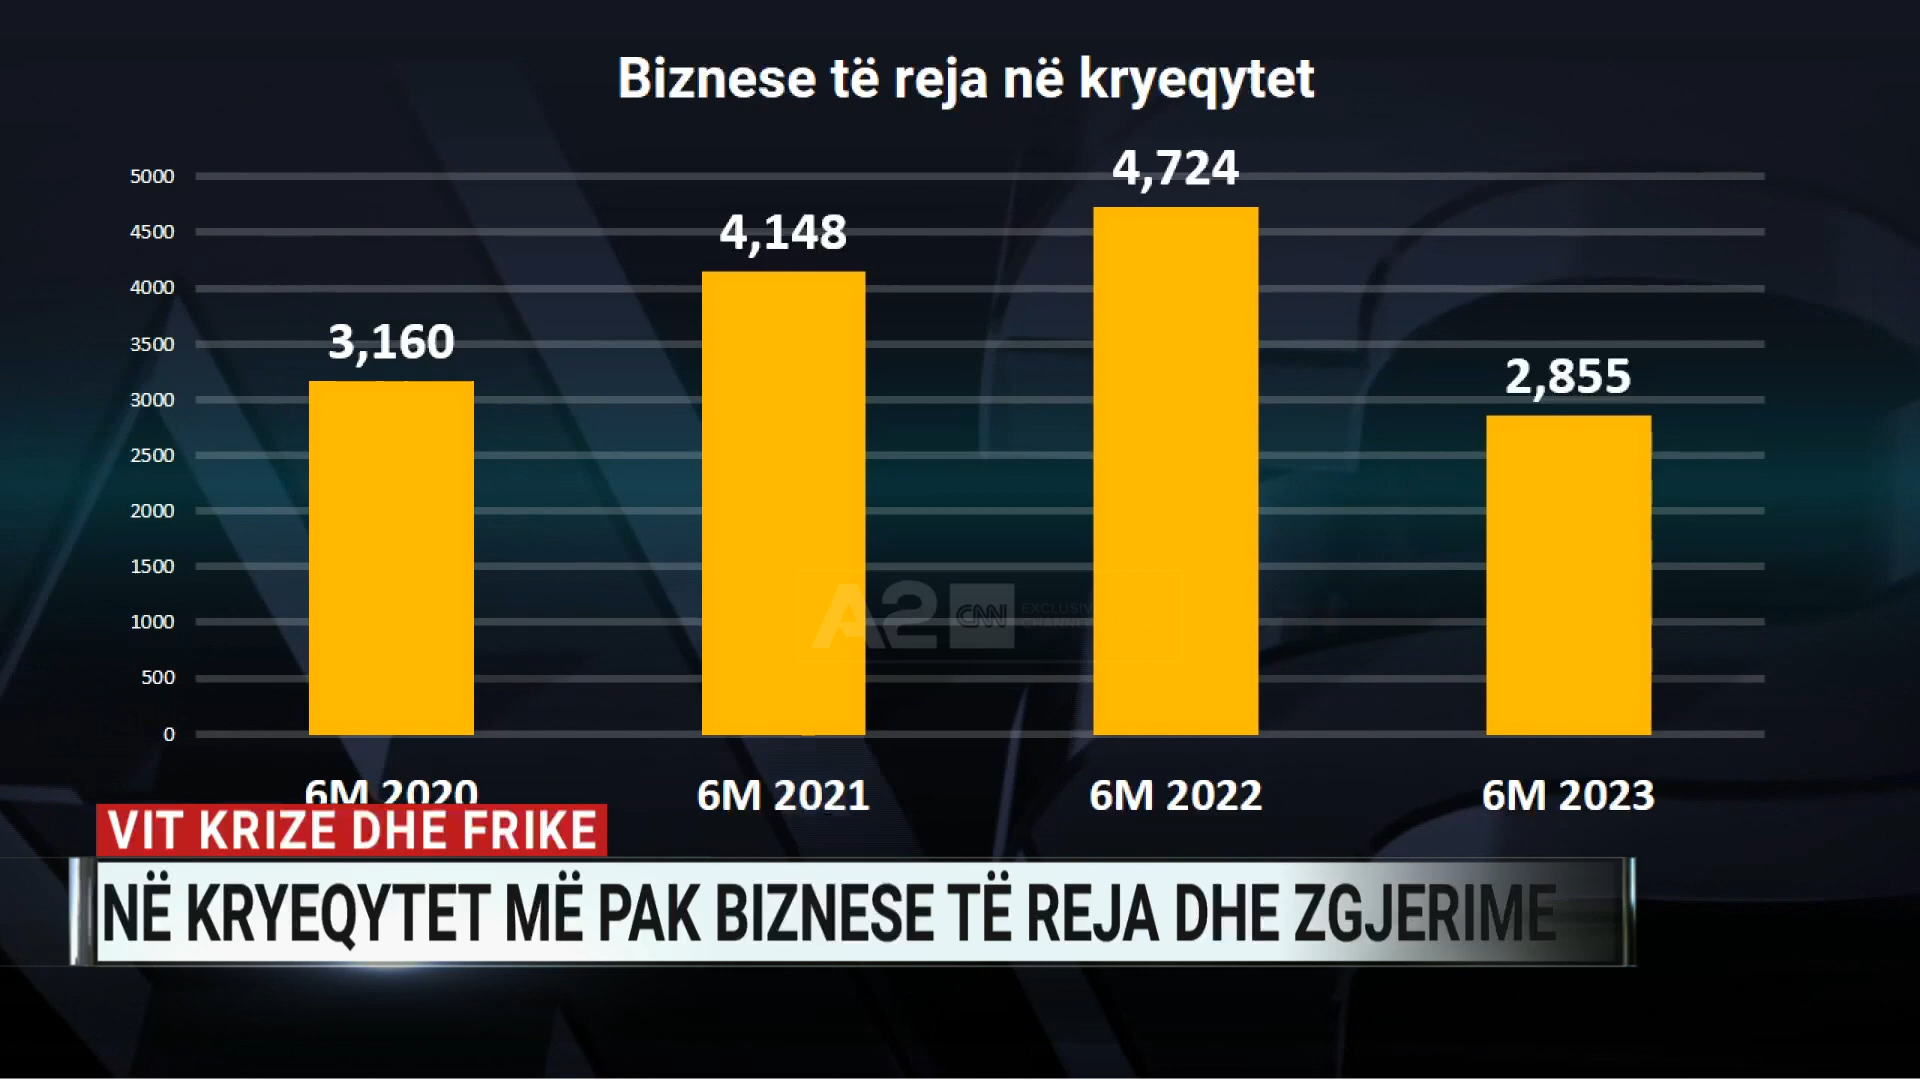 Biznese të reja në kryeqytet
5000
4500
4000
3500
3000
2500
2000
1500
1000
500
0
3,160
4,148
4,724
2,855
6M 2020
6M 2021
6M 2022
6M 2023
A2 CNN EXCLUSIV
CHANNE
VIT KRIZE DHE FRIKE
NË KRYEQYTET MË PAK BIZNESE TË REJA DHE ZGJERIME